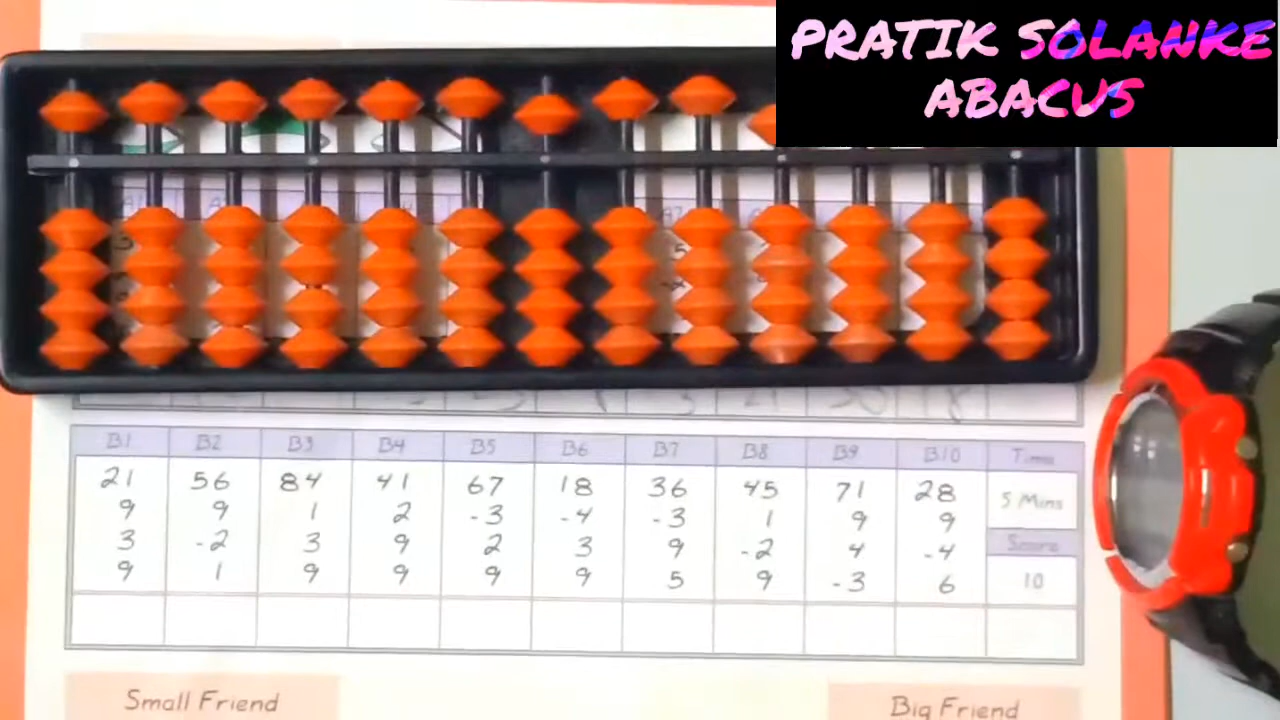 PRATIK SOLANKE
ABACUS
B1 B2 B3 B4 B5 B6 B7 B8 B9 B10 Time
21 56 84 41 67 18 36 45 71 28 5 Mins
9 9 1 2 -3 -4 -3 1 9 9
3 -2 3 9 2 3 9 -2 4 -4 Score
9 1 9 9 9 9 5 9 -3 6 10
Small Friend Big Friend